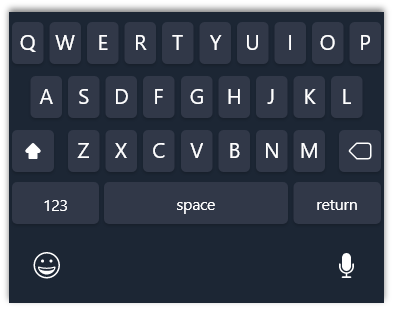 Q W E R T Y U I O P
A S D F G H J K L
Z X C V B N M
123 space return